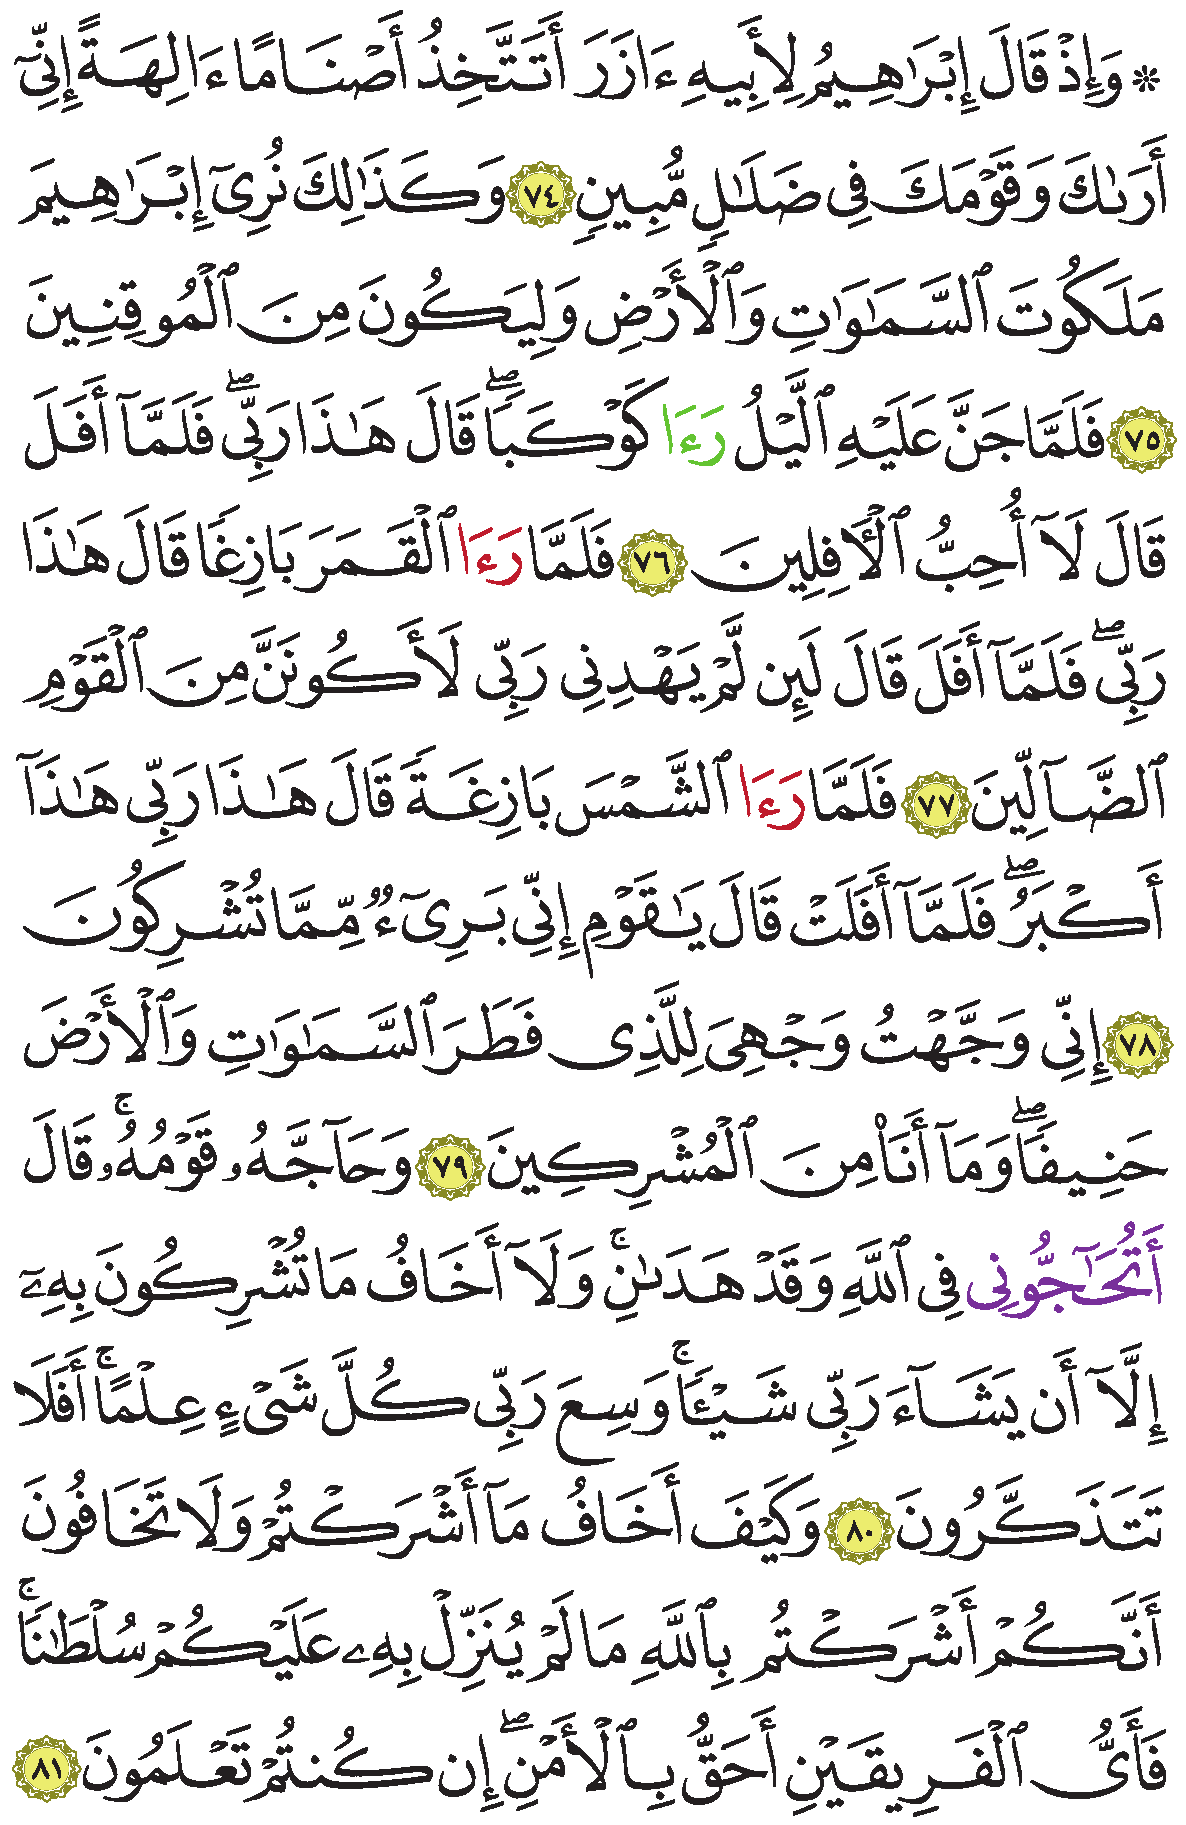 ۞ وَإِذْ قَالَ إِبْرَٰهِيمُ لِأَبِيهِ ءَازَرَ أَتَتَّخِذُ أَصْنَامًا ءَالِهَةً إِنِّىٓ
أَرَىٰكَ وَقَوْمَكَ فِى ضَلَٰلٍ مُّبِينٍ ٧٤ وَكَذَٰلِكَ نُرِىٓ إِبْرَٰهِيمَ
مَلَكُوتَ ٱلسَّمَٰوَٰتِ وَٱلْأَرْضِ وَلِيَكُونَ مِنَ ٱلْمُوقِنِينَ
٧٥ فَلَمَّا جَنَّ عَلَيْهِ ٱلَّيْلُ رَءَا كَوْكَبًاۖ قَالَ هَٰذَا رَبِّىۖ فَلَمَّآ أَفَلَ
قَالَ لَآ أُحِبُّ ٱلْءَافِلِينَ ٧٦ فَلَمَّا رَءَا ٱلْقَمَرَ بَازِغًا قَالَ هَٰذَا
رَبِّىۖ فَلَمَّآ أَفَلَ قَالَ لَئِن لَّمْ يَهْدِنِى رَبِّى لَأَكُونَنَّ مِنَ ٱلْقَوْمِ
ٱلضَّآلِّينَ ٧٧ فَلَمَّا رَءَا ٱلشَّمْسَ بَازِغَةً قَالَ هَٰذَا رَبِّى هَٰذَآ
أَكْبَرُۖ فَلَمَّآ أَفَلَتْ قَالَ يَٰقَوْمِ إِنِّى بَرِىٓءٌ مِّمَّا تُشْرِكُونَ
٧٨ إِنِّى وَجَّهْتُ وَجْهِىَ لِلَّذِى فَطَرَ ٱلسَّمَٰوَٰتِ وَٱلْأَرْضَ
حَنِيفًاۖ وَمَآ أَنَا۠ مِنَ ٱلْمُشْرِكِينَ ٧٩ وَحَآجَّهُۥ قَوْمُهُۥۚ قَالَ
أَتُحَٰٓجُّوٓنِى فِى ٱللَّهِ وَقَدْ هَدَىٰنِۚ وَلَآ أَخَافُ مَا تُشْرِكُونَ بِهِۦٓ
إِلَّآ أَن يَشَآءَ رَبِّى شَيْـًٔاۚ وَسِعَ رَبِّى كُلَّ شَىْءٍ عِلْمًاۚ أَفَلَا
تَتَذَكَّرُونَ ٨٠ وَكَيْفَ أَخَافُ مَآ أَشْرَكْتُمْ وَلَا تَخَافُونَ
أَنَّكُمْ أَشْرَكْتُم بِٱللَّهِ مَا لَمْ يُنَزِّلْ بِهِۦ عَلَيْكُمْ سُلْطَٰنًاۚ
فَأَىُّ ٱلْفَرِيقَيْنِ أَحَقُّ بِٱلْأَمْنِۖ إِن كُنتُمْ تَعْلَمُونَ ٨١